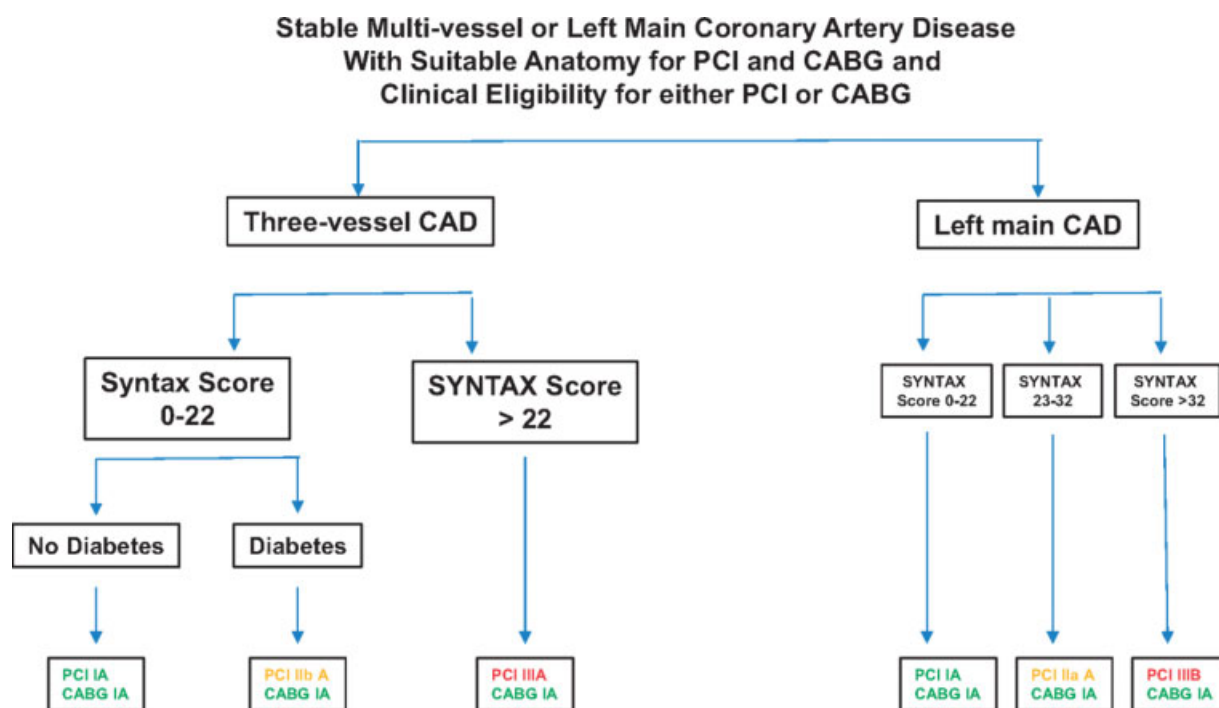 Stable Multi-vessel or Left Main Coronary Artery Disease
With Suitable Anatomy for PCI and CABG and
Clinical Eligibility for either PCI or CABG
Three-vessel CAD
Left main CAD
Syntax Score
0-22
SYNTAX Score
> 22
SYNTAX
Score 0-22
SYNTAX
23-32
SYNTAX
Score >32
No Diabetes
Diabetes
PCI IA
CABG IA
PCI IIb A
CABG IA
PCI IIIA
CABG IA
PCI IA
CABG IA
PCI IIa A
CABG IA
PCI IIIB
CABG IA